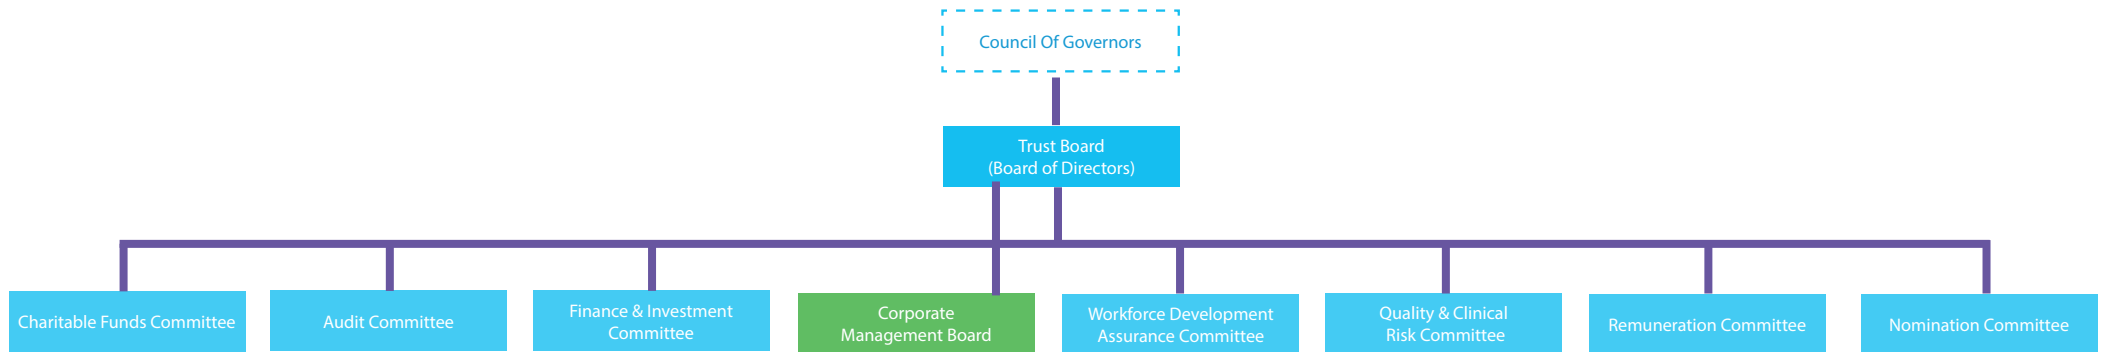 Council Of Governors
Trust Board
(Board of Directors)
Charitable Funds Committee
Audit Committee
Finance & Investment
Committee
Corporate
Management Board
Workforce Development
Assurance Committee
Quality & Clinical
Risk Committee
Remuneration Committee
Nomination Committee